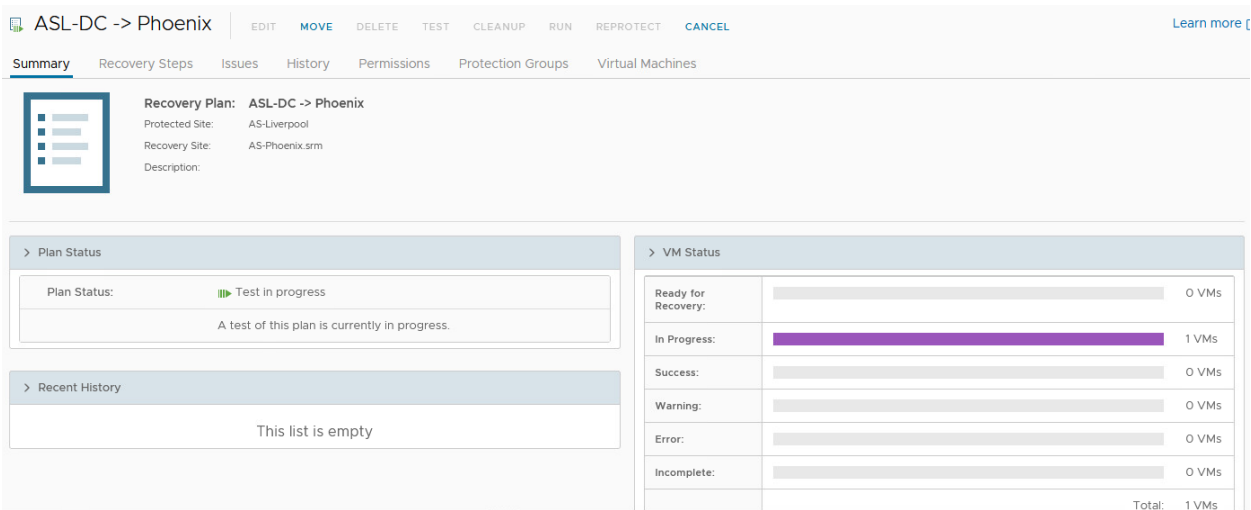 ASL-DC -> Phoenix EDIT MOVE DELETE TEST CLEANUP RUN REPROTECT CANCEL Learn more
Summary Recovery Steps Issues History Permissions Protection Groups Virtual Machines
Recovery Plan: ASL-DC -> Phoenix
Protected Site: AS-Liverpool
Recovery Site: AS-Phoenix.srm
Description:
Plan Status
Plan Status: Test in progress
A test of this plan is currently in progress.
Recent History
This list is empty
VM Status
Ready for
Recovery: 0 VMs
In Progress: 1 VMs
Success: 0 VMs
Warning: 0 VMs
Error: 0 VMs
Incomplete: 0 VMs
Total: 1 VMs